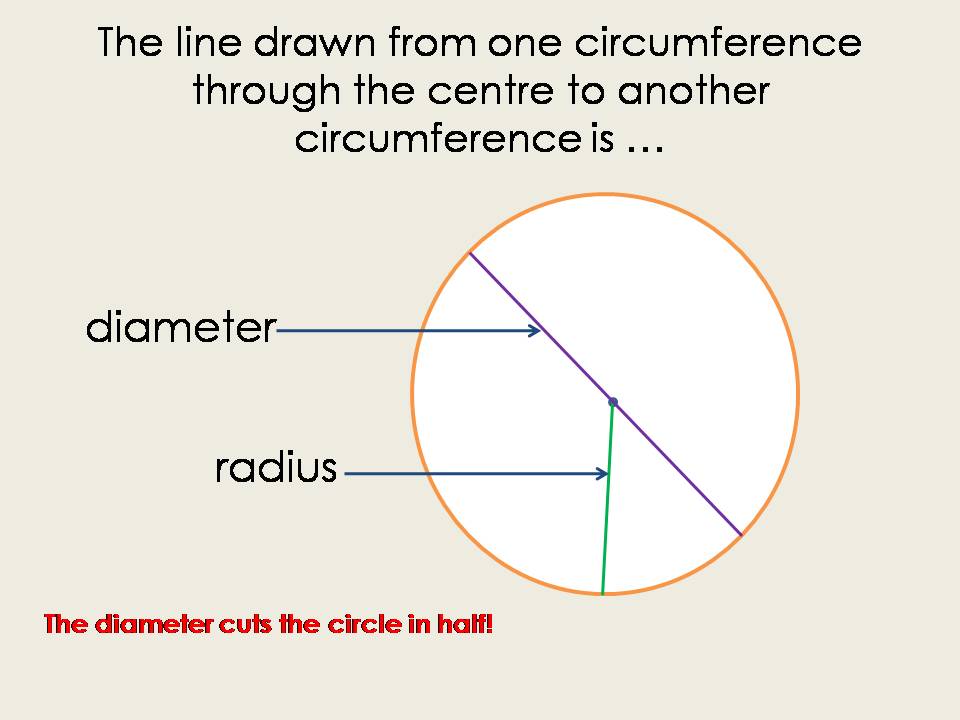 The line drawn from one circumference
through the centre to another
circumference is …
diameter
radius
The diameter cuts the circle in half!